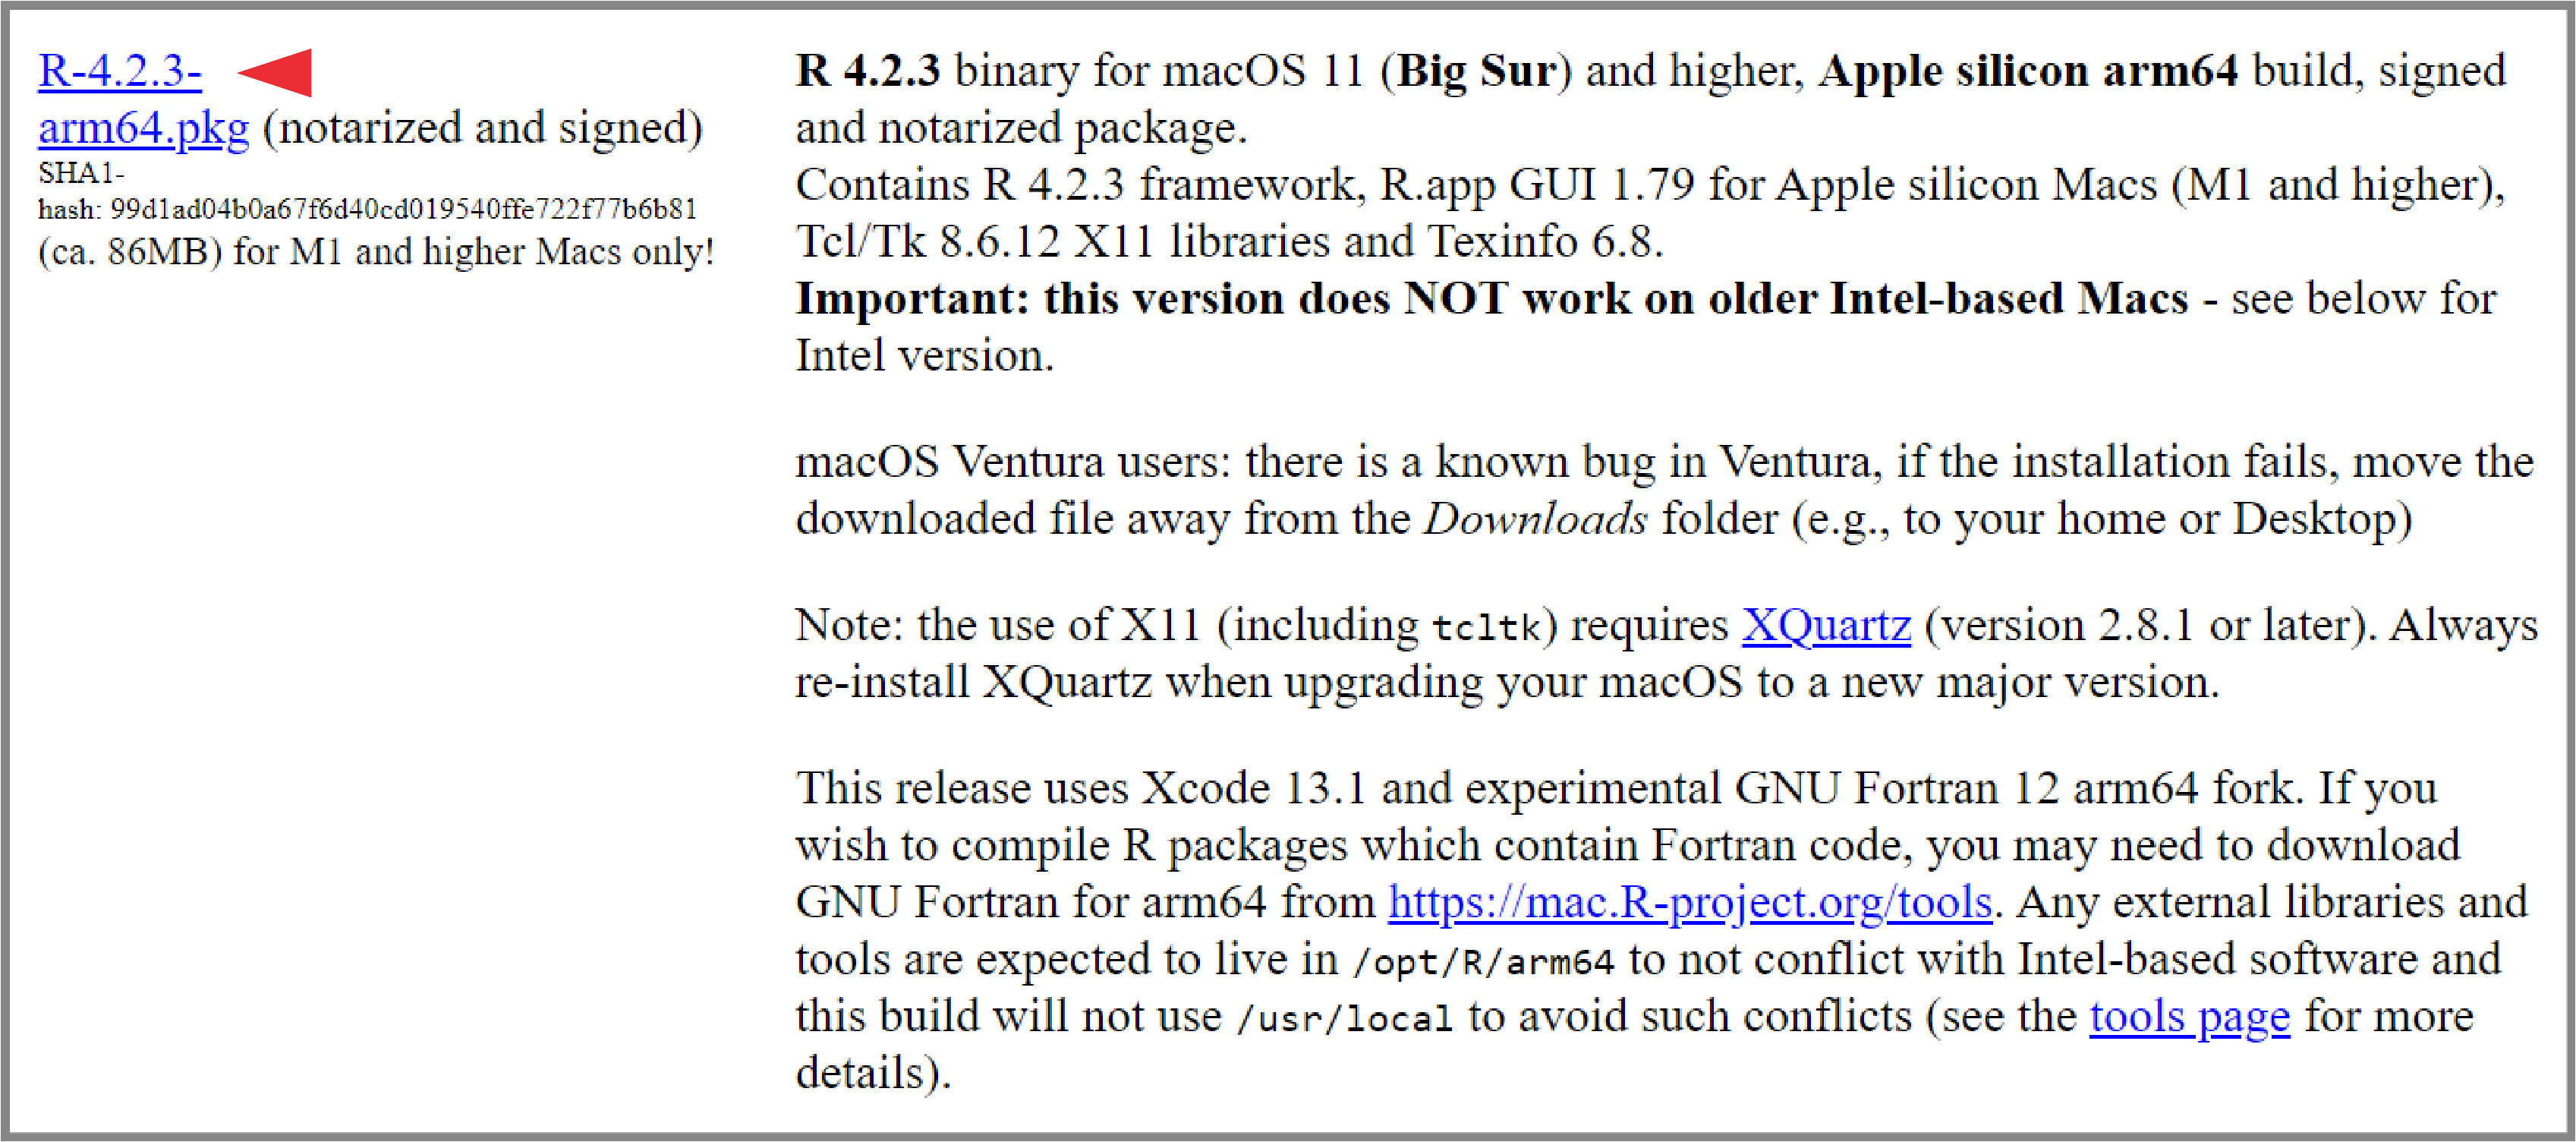 R-4.2.3-
arm64.pkg (notarized and signed)
SHA1-
hash: 99d1ad04b0a67f6d40cd019540ffe722f77b6b81
(ca. 86MB) for M1 and higher Macs only!
R 4.2.3 binary for macOS 11 (Big Sur) and higher, Apple silicon arm64 build, signed
and notarized package.
Contains R 4.2.3 framework, R.app GUI 1.79 for Apple silicon Macs (M1 and higher),
Tcl/Tk 8.6.12 X11 libraries and Texinfo 6.8.
Important: this version does NOT work on older Intel-based Macs - see below for
Intel version.
macOS Ventura users: there is a known bug in Ventura, if the installation fails, move the
downloaded file away from the Downloads folder (e.g., to your home or Desktop)
Note: the use of X11 (including tcltk) requires XQuartz (version 2.8.1 or later). Always
re-install XQuartz when upgrading your macOS to a new major version.
This release uses Xcode 13.1 and experimental GNU Fortran 12 arm64 fork. If you
wish to compile R packages which contain Fortran code, you may need to download
GNU Fortran for arm64 from https://mac.R-project.org/tools. Any external libraries and
tools are expected to live in /opt/R/arm64 to not conflict with Intel-based software and
this build will not use /usr/local to avoid such conflicts (see the tools page for more
details).